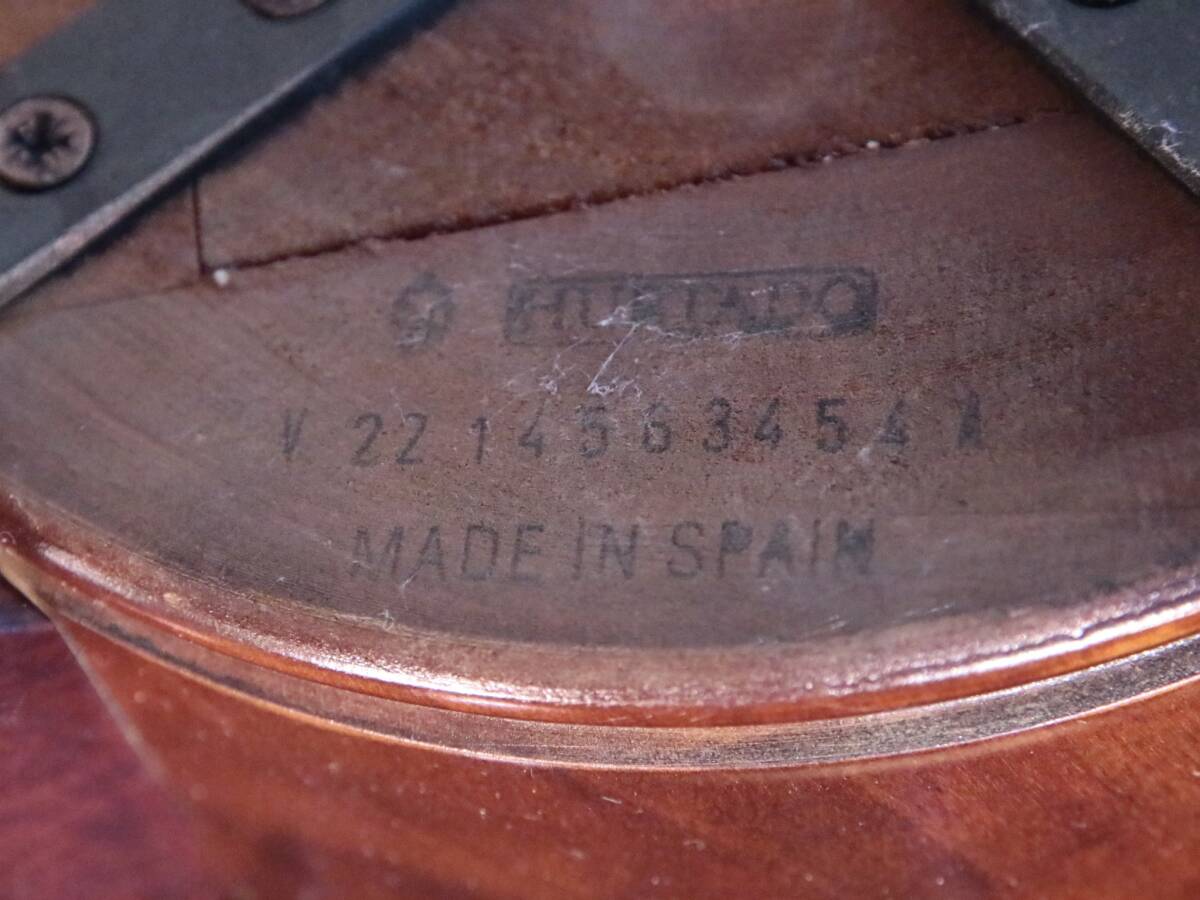 HURTADO
V 22 14563454 A
MADE IN SPAIN